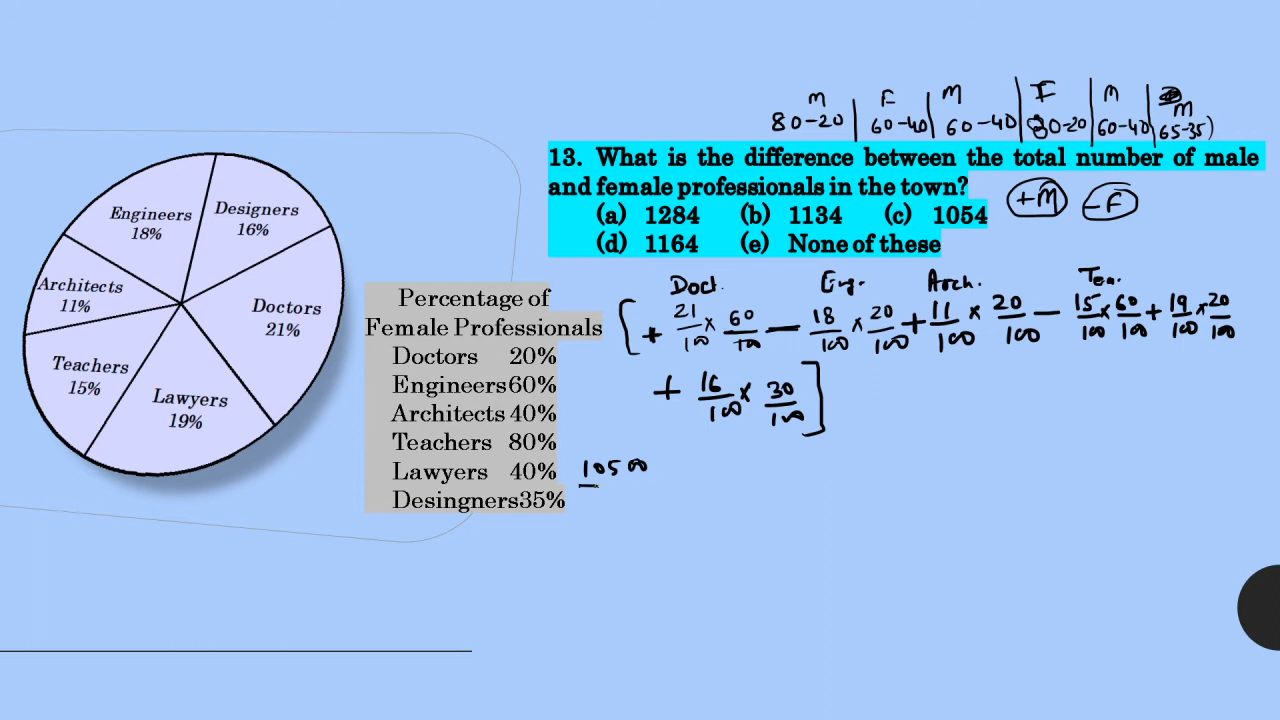 M F M F M M
80-20 | 60-40 | 60-40 | 80-20 | 60-40 | 65-35)
13. What is the difference between the total number of male
and female professionals in the town?
+M -F
(a) 1284 (b) 1134 (c) 1054
(d) 1164 (e) None of these
Engineers
18%
Designers
16%
Architects
11%
Doctors
21%
Teachers
15%
Lawyers
19%
Percentage of
Female Professionals
Doctors 20%
Engineers60%
Architects 40%
Teachers 80%
Lawyers 40%
Desingners35%
Doct. Eng. Arch. Tea.
[+ 21/100 × 60/100 - 18/100 × 20/100 + 11/100 × 20/100 - 15/100 × 60/100 + 19/100 × 20/100
+ 16/100 × 30/100]
10500